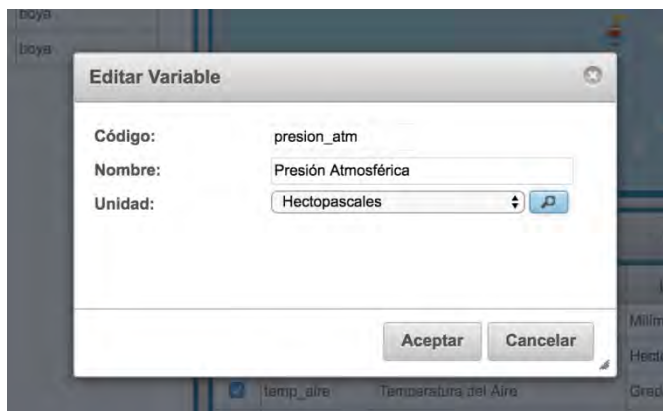 boya
boya
Editar Variable
Código: presion_atm
Nombre: Presión Atmosférica
Unidad: Hectopascales
Aceptar Cancelar
temp_aire Temperatura del Aire